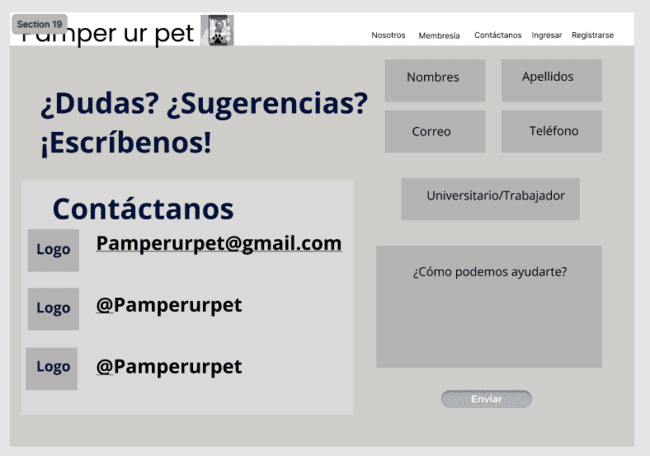 Section 19
Pamper ur pet
Nosotros
Membresía
Contáctanos
Ingresar
Registrarse
¿Dudas? ¿Sugerencias?
¡Escríbenos!
Nombres
Apellidos
Correo
Teléfono
Universitario/Trabajador
¿Cómo podemos ayudarte?
Enviar
Contáctanos
Logo
Pamperurpet@gmail.com
Logo
@Pamperurpet
Logo
@Pamperurpet